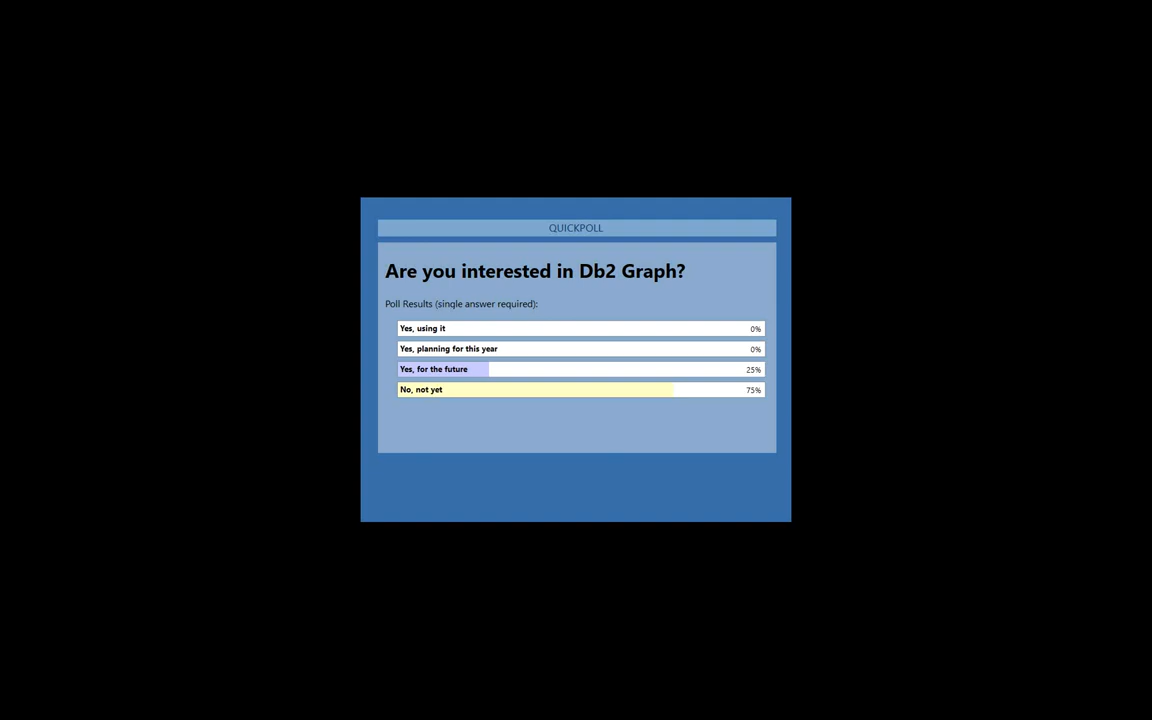 QUICKPOLL
Are you interested in Db2 Graph?
Poll Results (single answer required):
Yes, using it 0%
Yes, planning for this year 0%
Yes, for the future 25%
No, not yet 75%